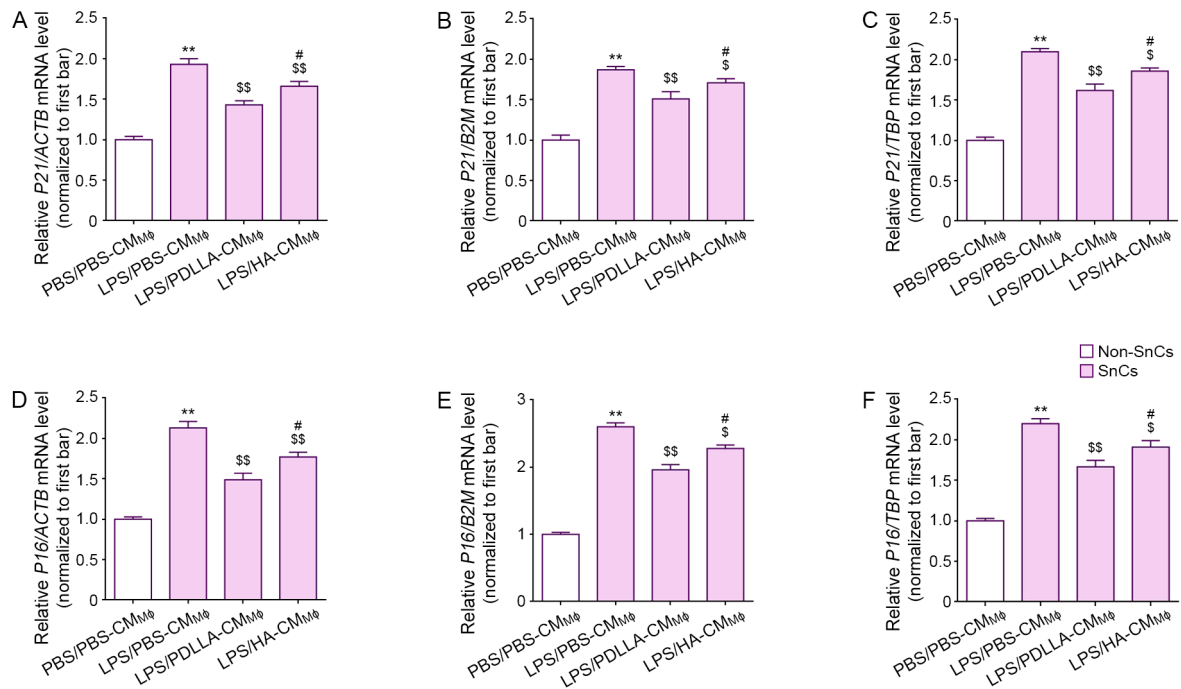 A
Relative P21/ACTB mRNA level
(normalized to first bar)
2.5
2.0
1.5
1.0
0.5
0
**
$$
#
$$
PBS/PBS-CMMϕ
LPS/PBS-CMMϕ
LPS/PDLLA-CMMϕ
LPS/HA-CMMϕ
B
Relative P21/B2M mRNA level
(normalized to first bar)
2.5
2.0
1.5
1.0
0.5
0
**
$$
#
$
PBS/PBS-CMMϕ
LPS/PBS-CMMϕ
LPS/PDLLA-CMMϕ
LPS/HA-CMMϕ
C
Relative P21/TBP mRNA level
(normalized to first bar)
2.5
2.0
1.5
1.0
0.5
0
**
$$
#
$
PBS/PBS-CMMϕ
LPS/PBS-CMMϕ
LPS/PDLLA-CMMϕ
LPS/HA-CMMϕ
Non-SnCs
SnCs
D
Relative P16/ACTB mRNA level
(normalized to first bar)
2.5
2.0
1.5
1.0
0.5
0
**
$$
#
$$
PBS/PBS-CMMϕ
LPS/PBS-CMMϕ
LPS/PDLLA-CMMϕ
LPS/HA-CMMϕ
E
Relative P16/B2M mRNA level
(normalized to first bar)
3
2
1
0
**
$$
#
$
PBS/PBS-CMMϕ
LPS/PBS-CMMϕ
LPS/PDLLA-CMMϕ
LPS/HA-CMMϕ
F
Relative P16/TBP mRNA level
(normalized to first bar)
2.5
2.0
1.5
1.0
0.5
0
**
$$
#
$
PBS/PBS-CMMϕ
LPS/PBS-CMMϕ
LPS/PDLLA-CMMϕ
LPS/HA-CMMϕ